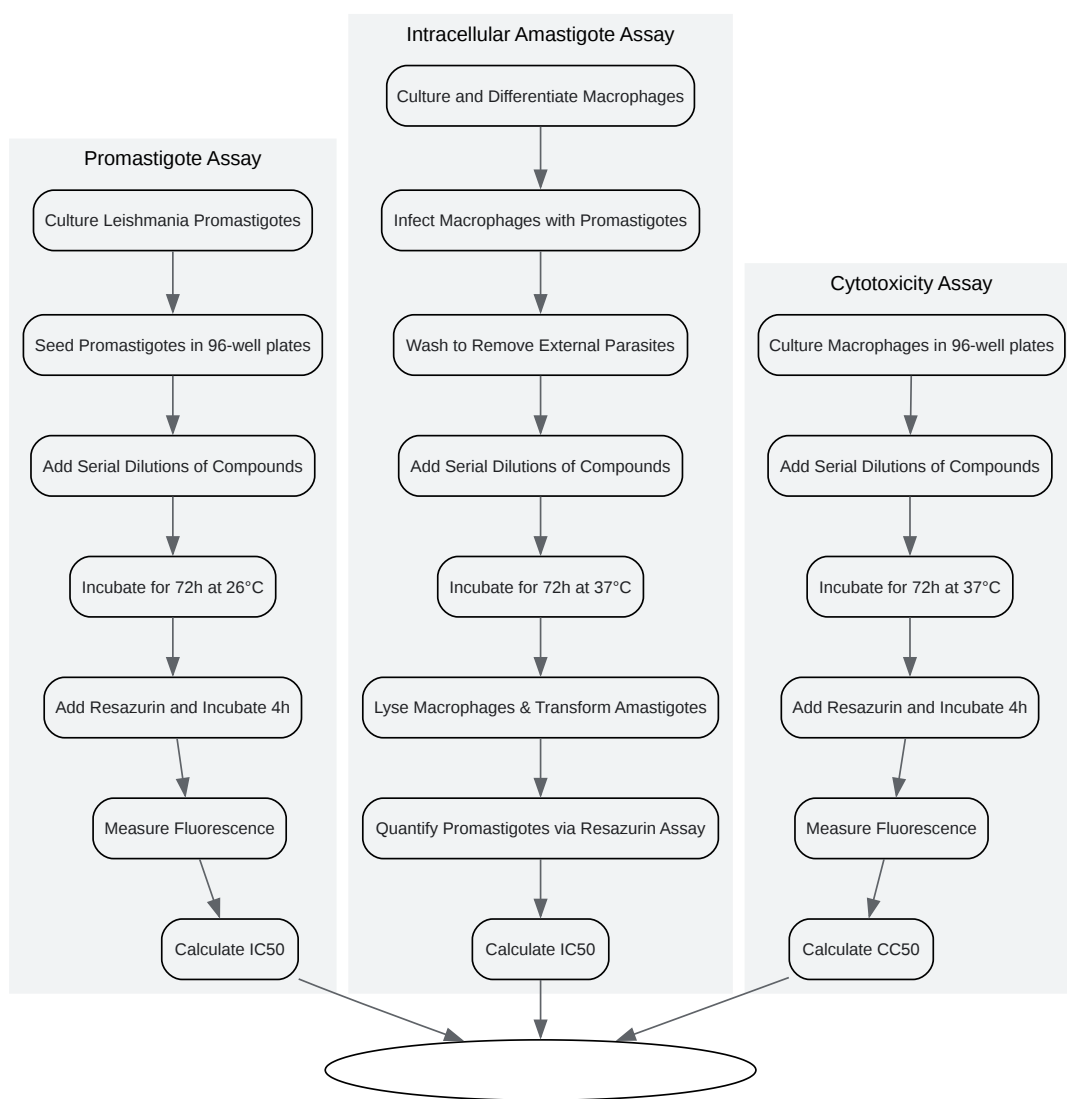 Intracellular Amastigote Assay
Culture and Differentiate Macrophages
Infect Macrophages with Promastigotes
Wash to Remove External Parasites
Add Serial Dilutions of Compounds
Incubate for 72h at 37°C
Lyse Macrophages & Transform Amastigotes
Quantify Promastigotes via Resazurin Assay
Calculate IC50
Promastigote Assay
Culture Leishmania Promastigotes
Seed Promastigotes in 96-well plates
Add Serial Dilutions of Compounds
Incubate for 72h at 26°C
Add Resazurin and Incubate 4h
Measure Fluorescence
Calculate IC50
Cytotoxicity Assay
Culture Macrophages in 96-well plates
Add Serial Dilutions of Compounds
Incubate for 72h at 37°C
Add Resazurin and Incubate 4h
Measure Fluorescence
Calculate CC50